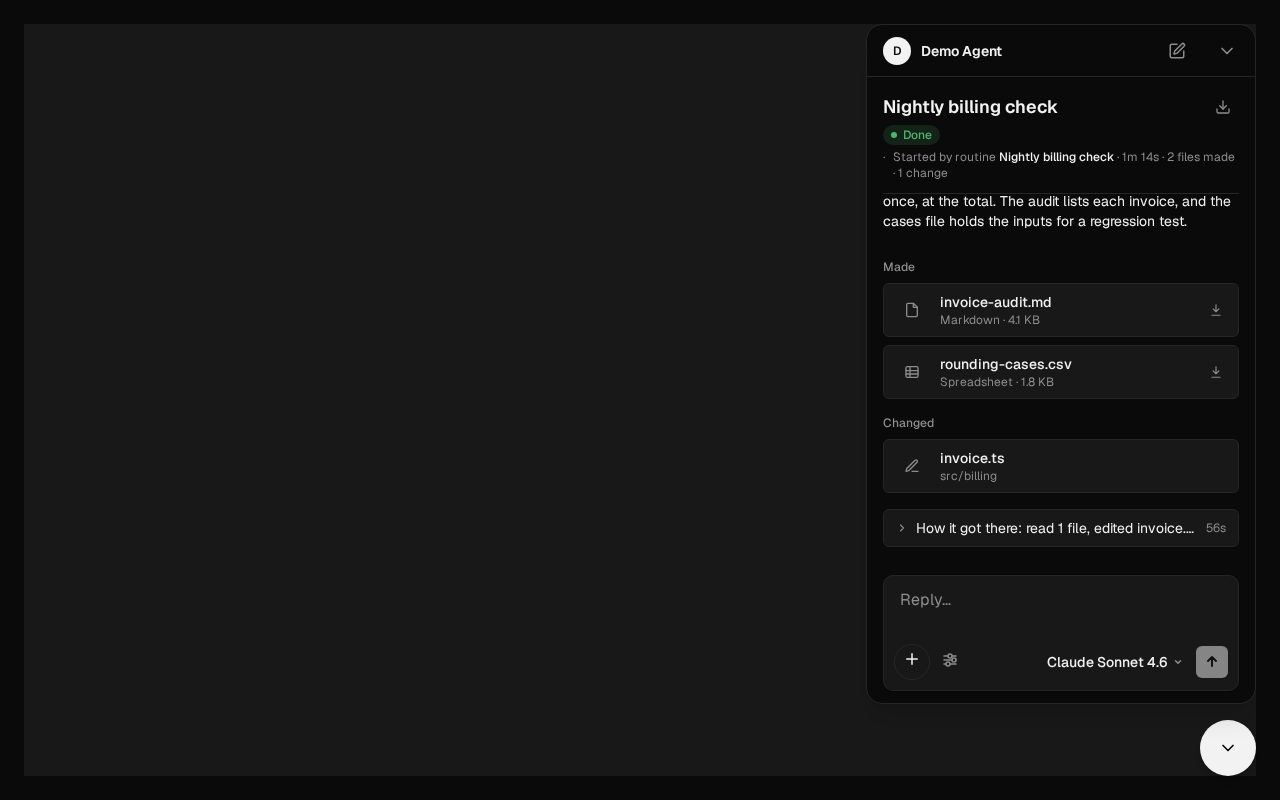 D
Demo Agent
Nightly billing check
Done
· Started by routine Nightly billing check · 1m 14s · 2 files made
· 1 change
once, at the total. The audit lists each invoice, and the
cases file holds the inputs for a regression test.
Made
invoice-audit.md
Markdown · 4.1 KB
rounding-cases.csv
Spreadsheet · 1.8 KB
Changed
invoice.ts
src/billing
How it got there: read 1 file, edited invoice.... 56s
Reply...
Claude Sonnet 4.6